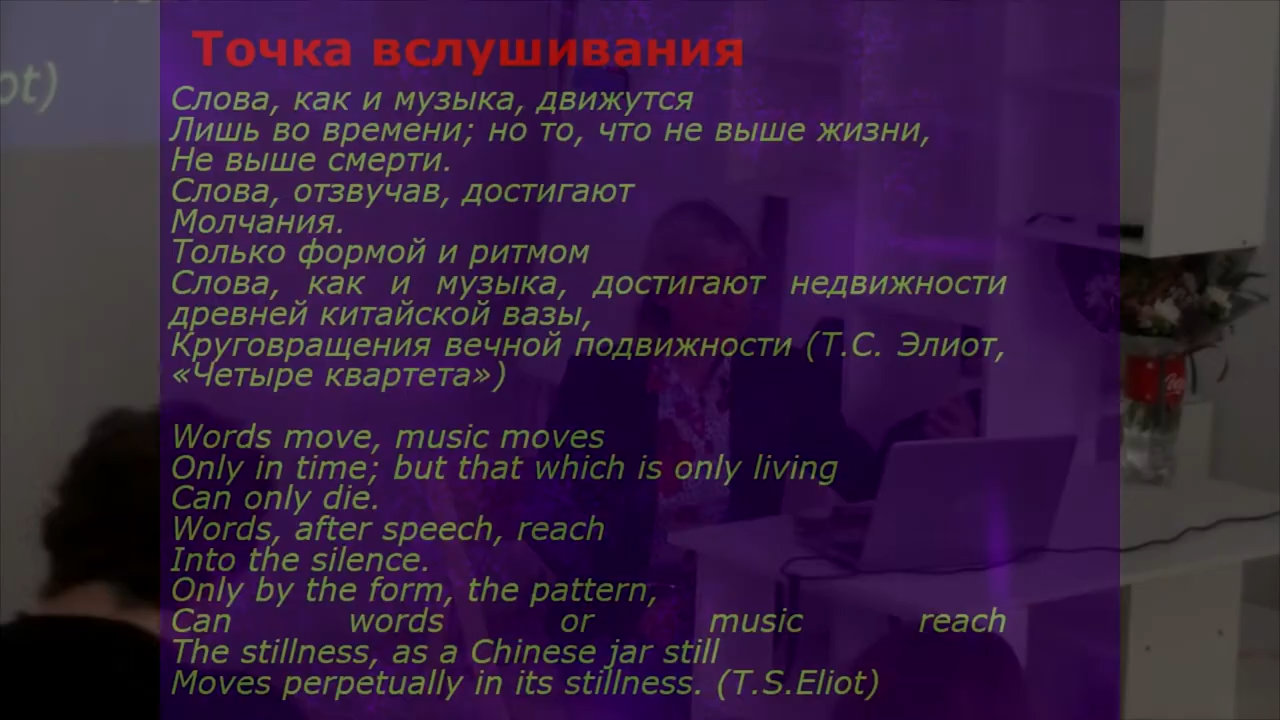 ot)
Точка вслушивания
Слова, как и музыка, движутся
Лишь во времени; но то, что не выше жизни,
Не выше смерти.
Слова, отзвучав, достигают
Молчания.
Только формой и ритмом
Слова, как и музыка, достигают недвижности
древней китайской вазы,
Круговращения вечной подвижности (Т.С. Элиот,
«Четыре квартета»)
Words move, music moves
Only in time; but that which is only living
Can only die.
Words, after speech, reach
Into the silence.
Only by the form, the pattern,
Can words or music reach
The stillness, as a Chinese jar still
Moves perpetually in its stillness. (T.S.Eliot)